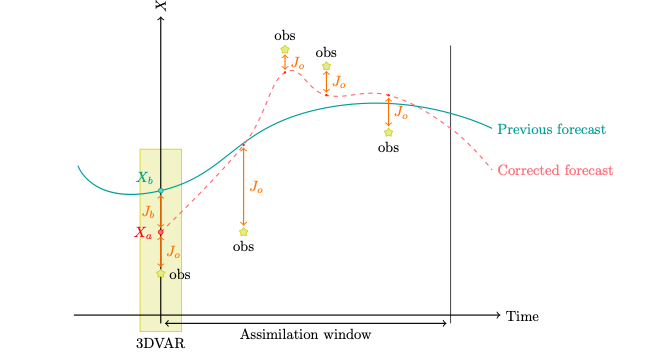 X
obs
obs
J_o
J_o
J_o
Previous forecast
obs
Corrected forecast
X_b
J_o
J_b
X_a
obs
J_o
obs
Time
Assimilation window
3DVAR